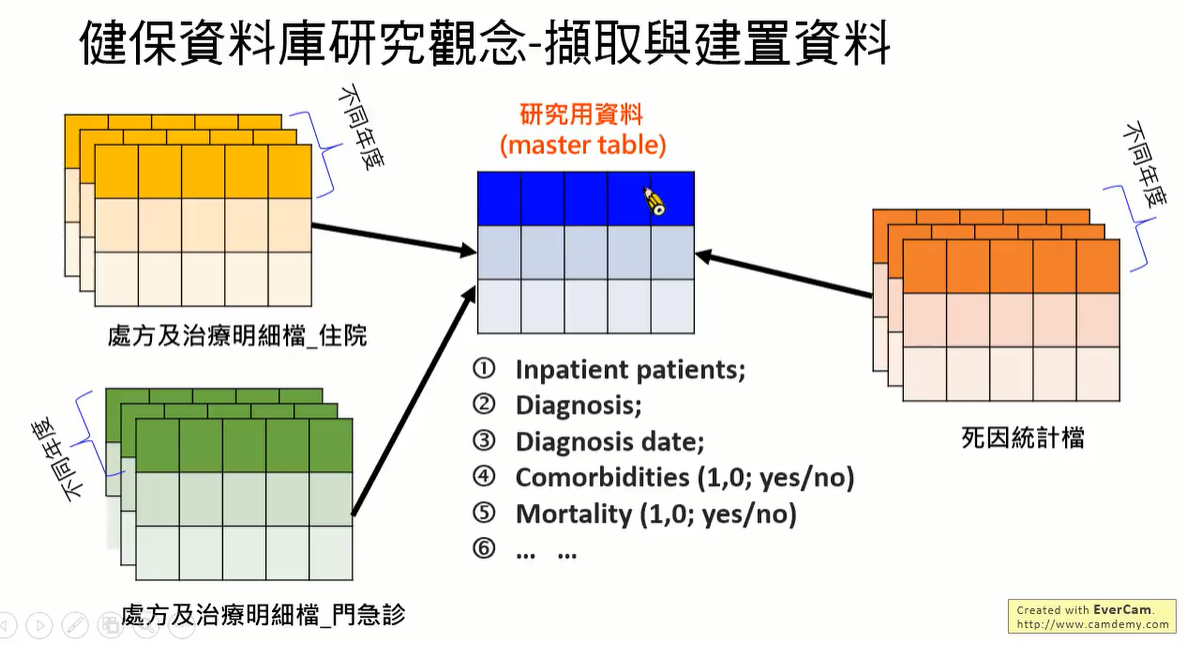 健保資料庫研究觀念-擷取與建置資料
不同年度
處方及治療明細檔_住院
不同年度
處方及治療明細檔_門急診
研究用資料
(master table)
① Inpatient patients;
② Diagnosis;
③ Diagnosis date;
④ Comorbidities (1,0; yes/no)
⑤ Mortality (1,0; yes/no)
⑥ ... ...
不同年度
死因統計檔
Created with EverCam.
http://www.camdemy.com